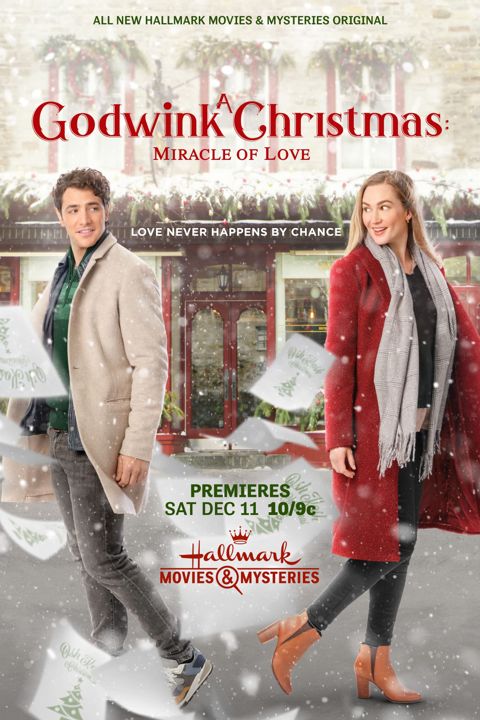 ALL NEW HALLMARK MOVIES & MYSTERIES ORIGINAL
A
Godwink Christmas:
MIRACLE OF LOVE
LOVE NEVER HAPPENS BY CHANCE
PREMIERES
SAT DEC 11 10/9c
Hallmark
MOVIES & MYSTERIES